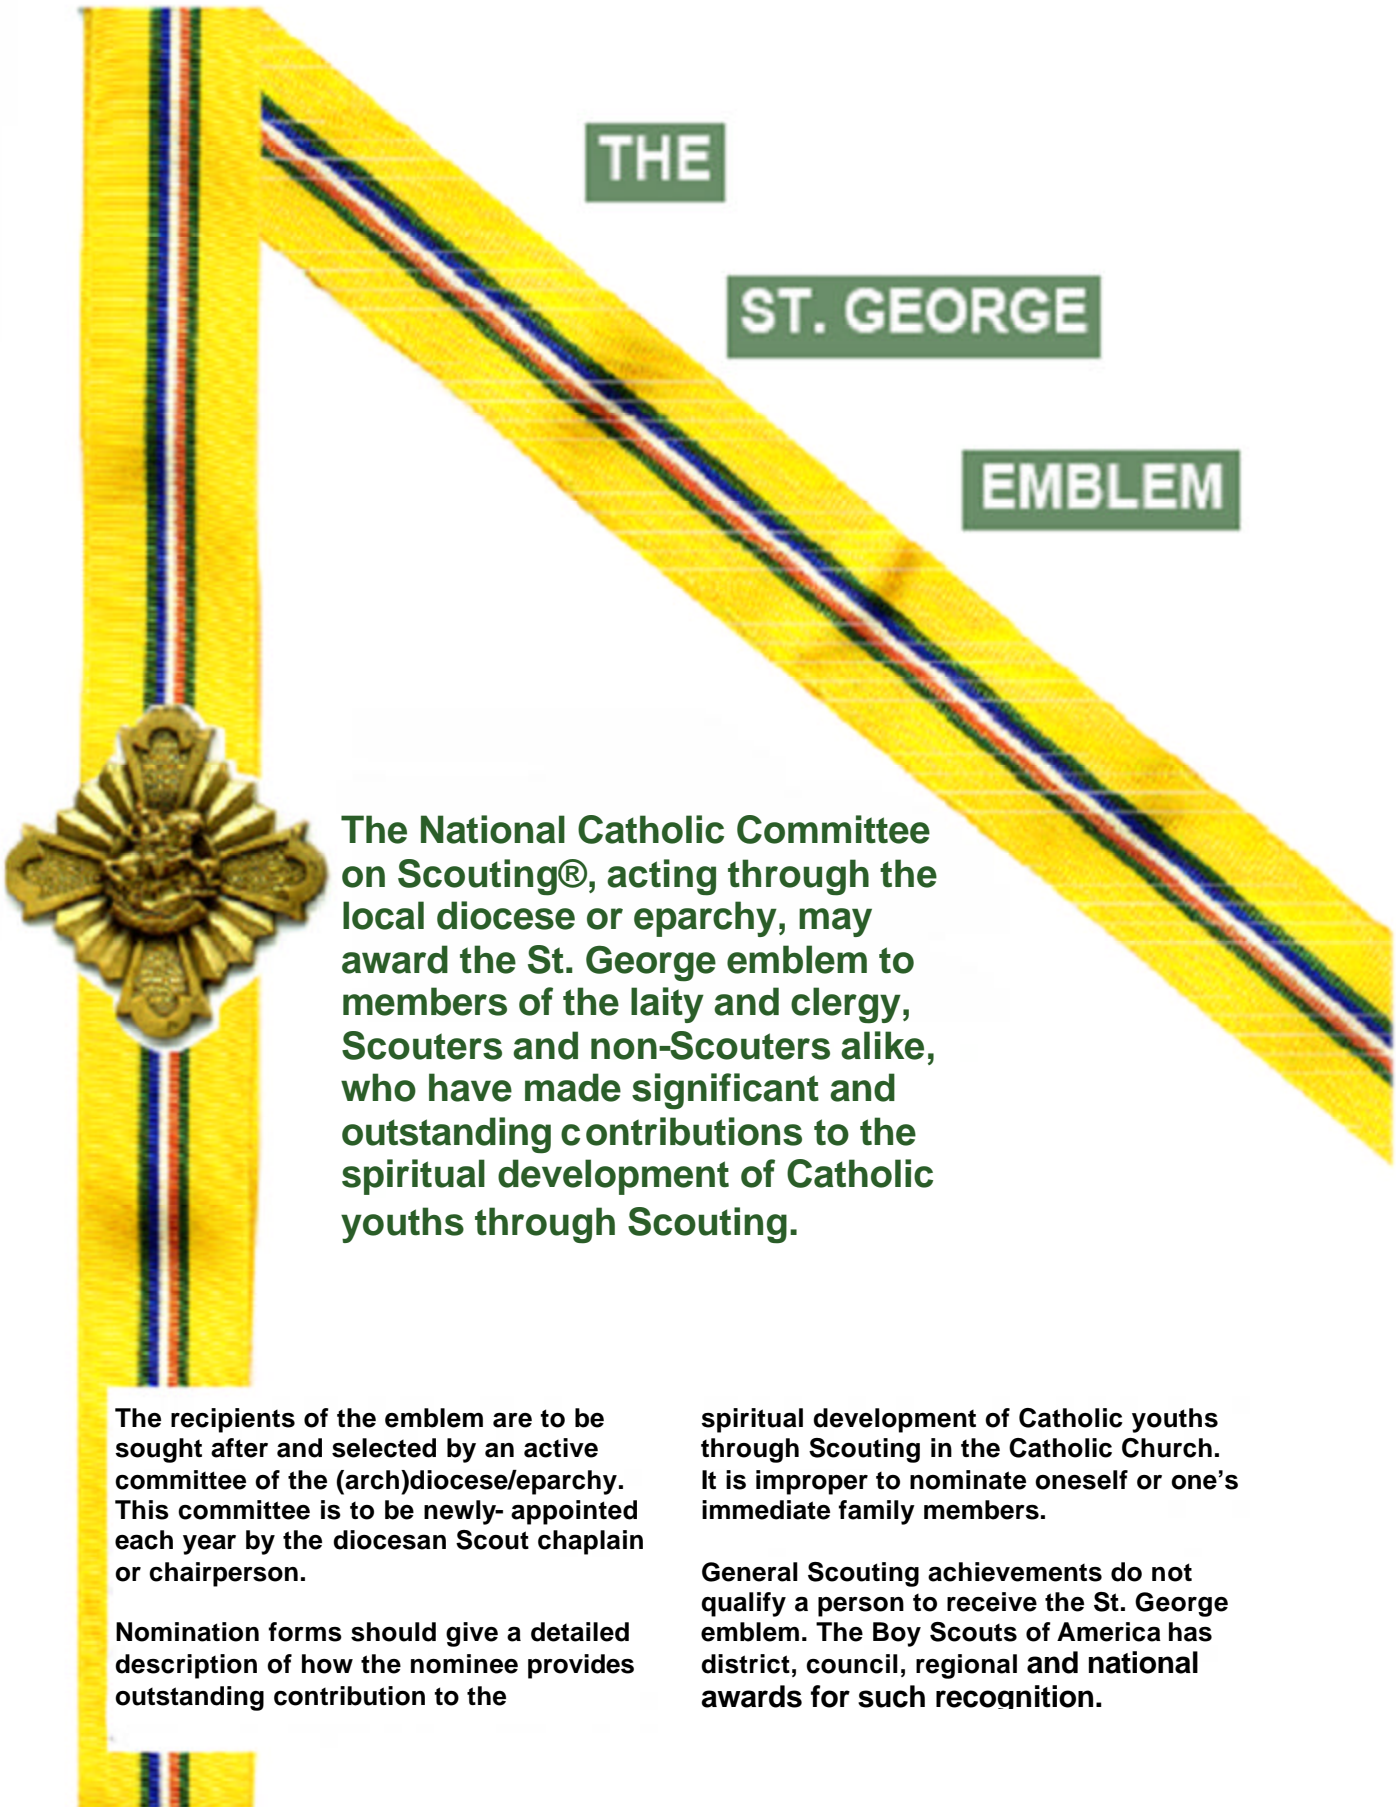 THE
ST. GEORGE
EMBLEM
The National Catholic Committee
on Scouting®, acting through the
local diocese or eparchy, may
award the St. George emblem to
members of the laity and clergy,
Scouters and non-Scouters alike,
who have made significant and
outstanding contributions to the
spiritual development of Catholic
youths through Scouting.
The recipients of the emblem are to be
sought after and selected by an active
committee of the (arch)diocese/eparchy.
This committee is to be newly- appointed
each year by the diocesan Scout chaplain
or chairperson.
Nomination forms should give a detailed
description of how the nominee provides
outstanding contribution to the
spiritual development of Catholic youths
through Scouting in the Catholic Church.
It is improper to nominate oneself or one’s
immediate family members.
General Scouting achievements do not
qualify a person to receive the St. George
emblem. The Boy Scouts of America has
district, council, regional and national
awards for such recognition.